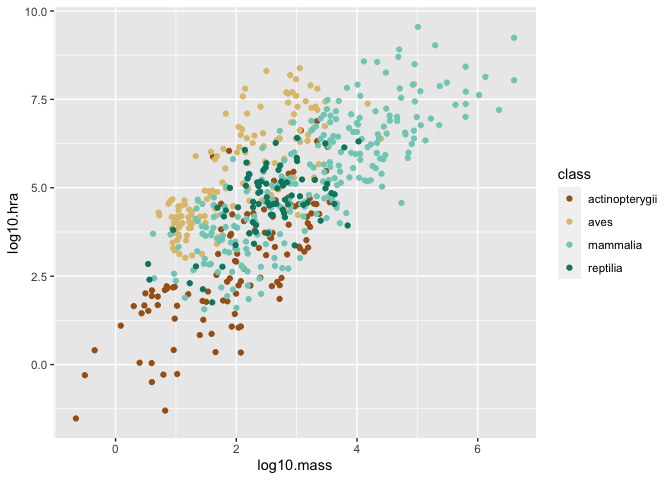 10.0
7.5
5.0
2.5
0.0
log10.hra
0 2 4 6
log10.mass
class
actinopterygii
aves
mammalia
reptilia